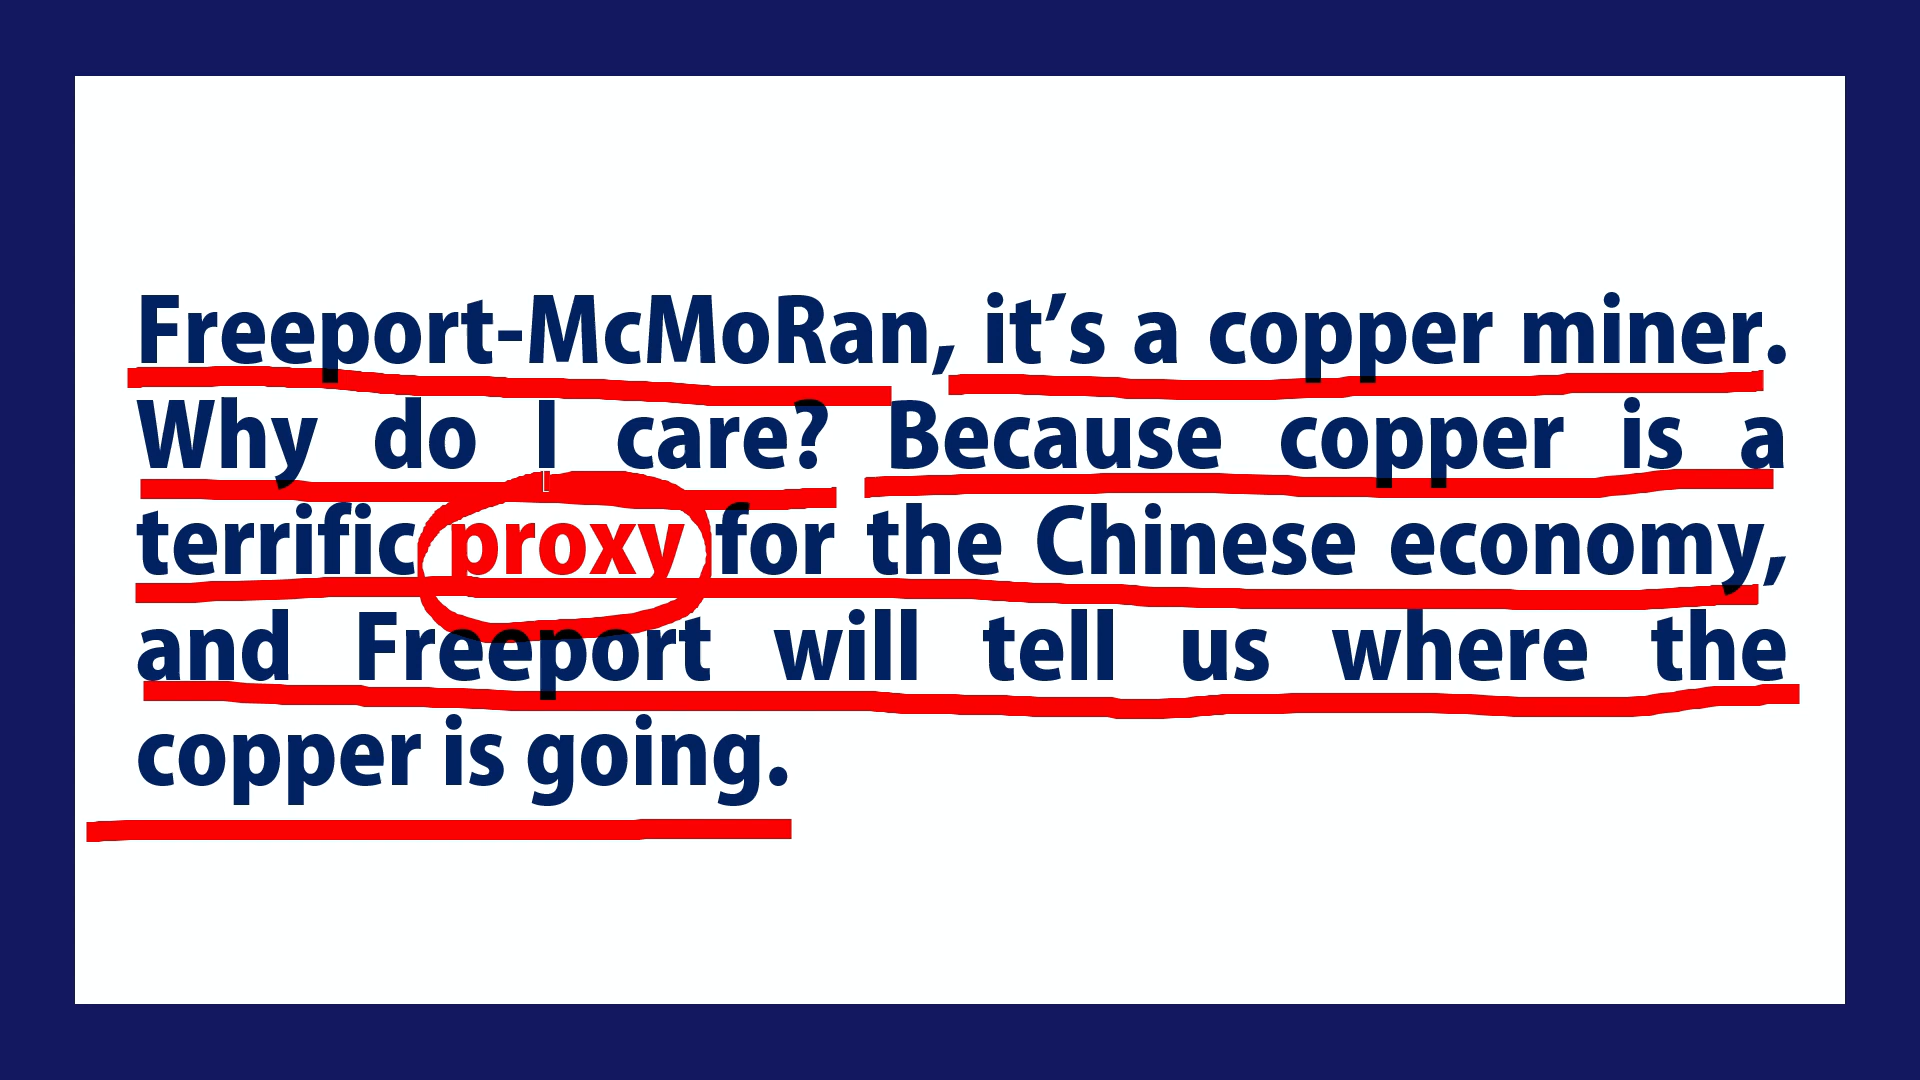 Freeport-McMoRan, it’s a copper miner.
Why do I care? Because copper is a
terrific proxy for the Chinese economy,
and Freeport will tell us where the
copper is going.